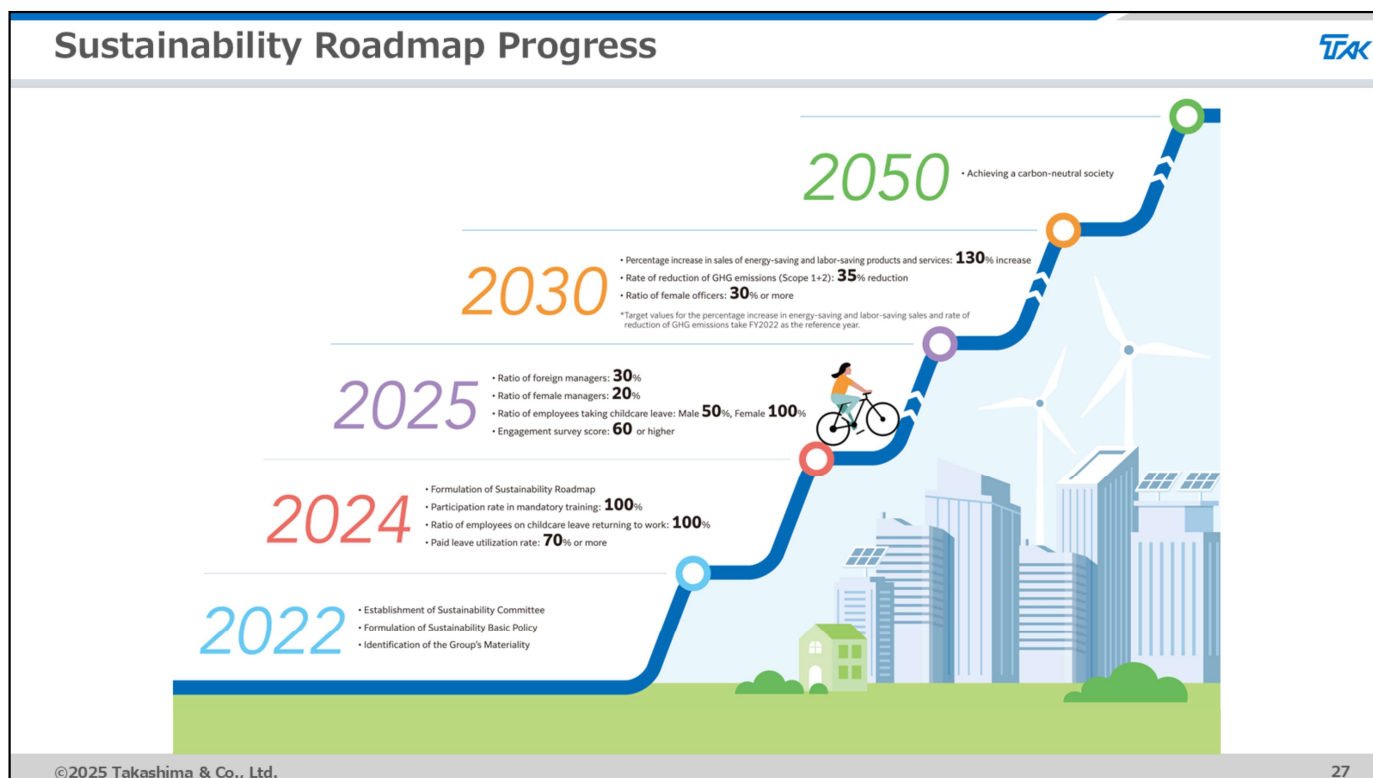 Sustainability Roadmap Progress
TAK
2050
• Achieving a carbon-neutral society
2030
• Percentage increase in sales of energy-saving and labor-saving products and services: 130% increase
• Rate of reduction of GHG emissions (Scope 1+2): 35% reduction
• Ratio of female officers: 30% or more
*Target values for the percentage increase in energy-saving and labor-saving sales and rate of
reduction of GHG emissions take FY2022 as the reference year.
2025
• Ratio of foreign managers: 30%
• Ratio of female managers: 20%
• Ratio of employees taking childcare leave: Male 50%, Female 100%
• Engagement survey score: 60 or higher
2024
• Formulation of Sustainability Roadmap
• Participation rate in mandatory training: 100%
• Ratio of employees on childcare leave returning to work: 100%
• Paid leave utilization rate: 70% or more
2022
• Establishment of Sustainability Committee
• Formulation of Sustainability Basic Policy
• Identification of the Group's Materiality
©2025 Takashima & Co., Ltd.
27